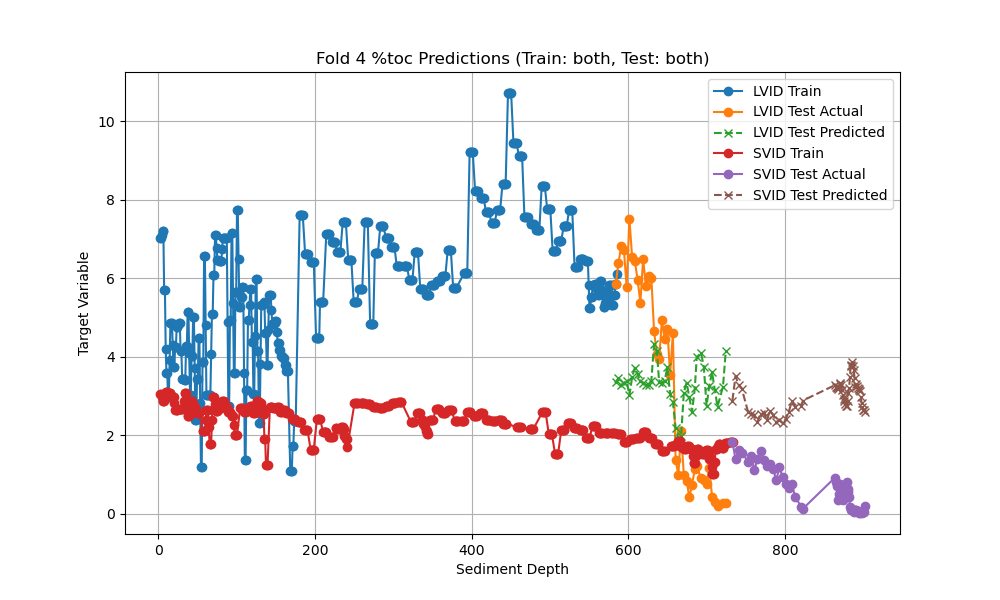 Fold 4 %toc Predictions (Train: both, Test: both)
LVID Train
LVID Test Actual
LVID Test Predicted
SVID Train
SVID Test Actual
SVID Test Predicted
Target Variable
10
8
6
4
2
0
0 200 400 600 800
Sediment Depth